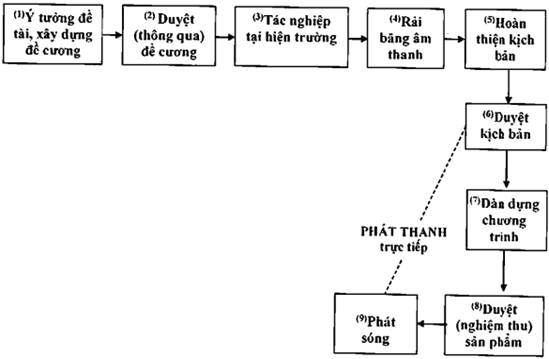 (1)Ý tưởng đề
tài, xây dựng
đề cương
(2) Duyệt
(thông qua)
đề cương
(3)Tác nghiệp
tại hiện trường
(4)Rải
băng âm
thanh
(5)Hoàn
thiện kịch
bản
(6)Duyệt
kịch bản
(7)Dàn dựng
chương
trình
(8)Duyệt
(nghiệm thu)
sản phẩm
(9)Phát
sóng
PHÁT THANH
trực tiếp